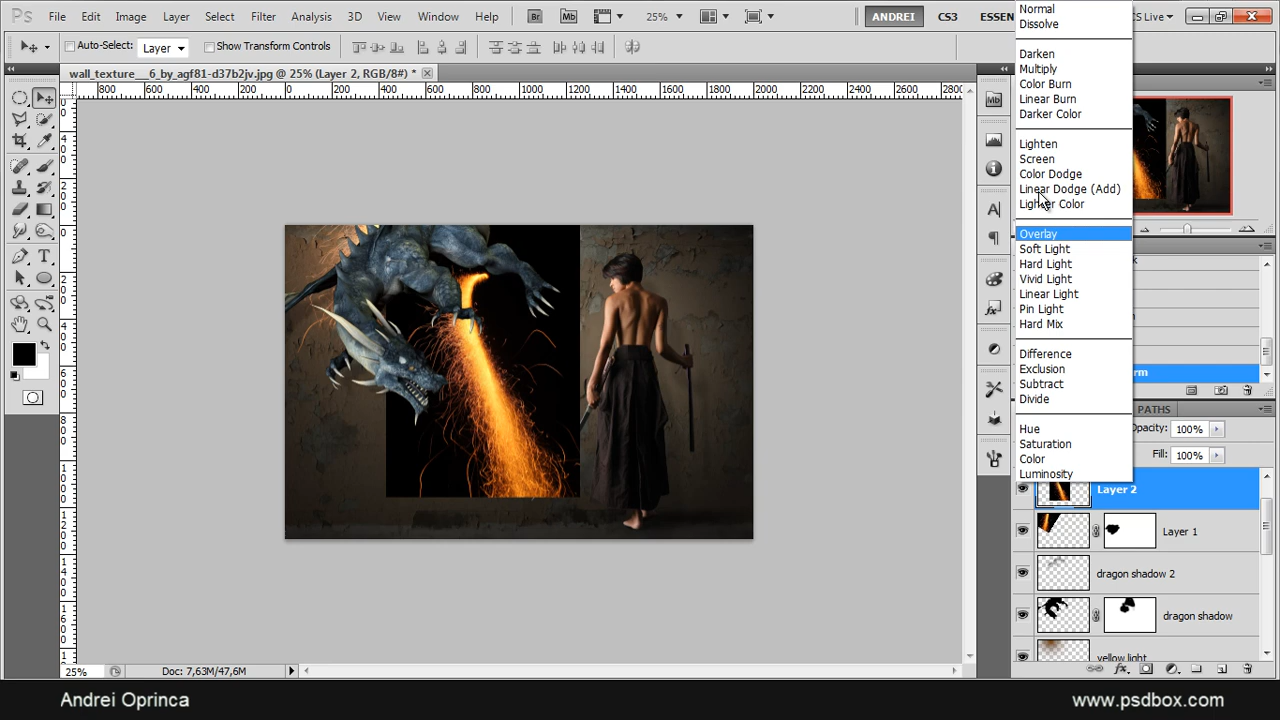 Ps File Edit Image Layer Select Filter Analysis 3D View Window Help Br Mb 25% ANDREI CS3 ESSEN CS Live
Auto-Select: Layer Show Transform Controls
wall_texture___6_by_agf81-d37b2jv.jpg @ 25% (Layer 2, RGB/8#) *
800 600 400 200 0 200 400 600 800 1000 1200 1400 1600 1800 2000 2200 2400 2600 2800
Normal
Dissolve
Darken
Multiply
Color Burn
Linear Burn
Darker Color
Lighten
Screen
Color Dodge
Linear Dodge (Add)
Lighter Color
Overlay
Soft Light
Hard Light
Vivid Light
Linear Light
Pin Light
Hard Mix
Difference
Exclusion
Subtract
Divide
Hue
Saturation
Color
Luminosity
Mb
rm
PATHS
Opacity: 100%
Fill: 100%
Layer 2
Layer 1
dragon shadow 2
dragon shadow
yellow light
25% Doc: 7,63M/47,6M
Andrei Oprinca www.psdbox.com